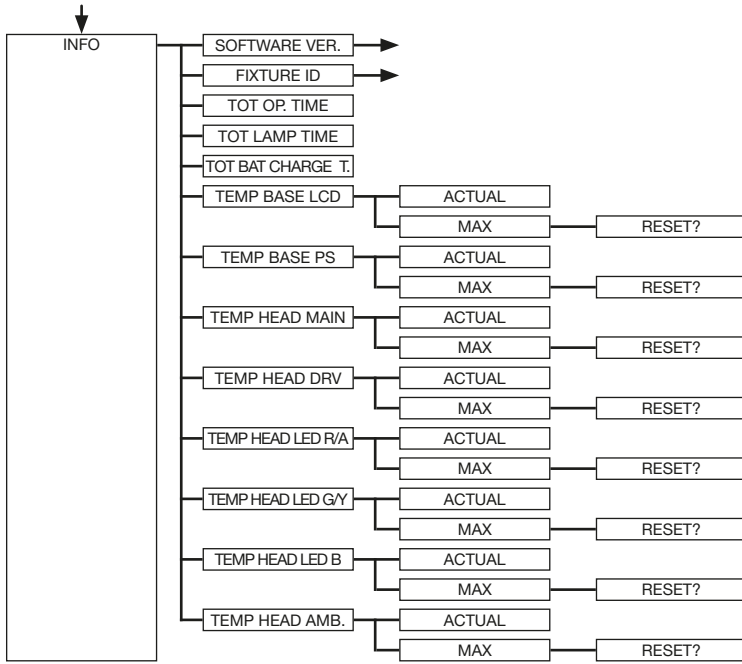 INFO
SOFTWARE VER.
FIXTURE ID
TOT OP. TIME
TOT LAMP TIME
TOT BAT CHARGE T.
TEMP BASE LCD
ACTUAL
MAX
RESET?
TEMP BASE PS
ACTUAL
MAX
RESET?
TEMP HEAD MAIN
ACTUAL
MAX
RESET?
TEMP HEAD DRV
ACTUAL
MAX
RESET?
TEMP HEAD LED R/A
ACTUAL
MAX
RESET?
TEMP HEAD LED G/Y
ACTUAL
MAX
RESET?
TEMP HEAD LED B
ACTUAL
MAX
RESET?
TEMP HEAD AMB.
ACTUAL
MAX
RESET?